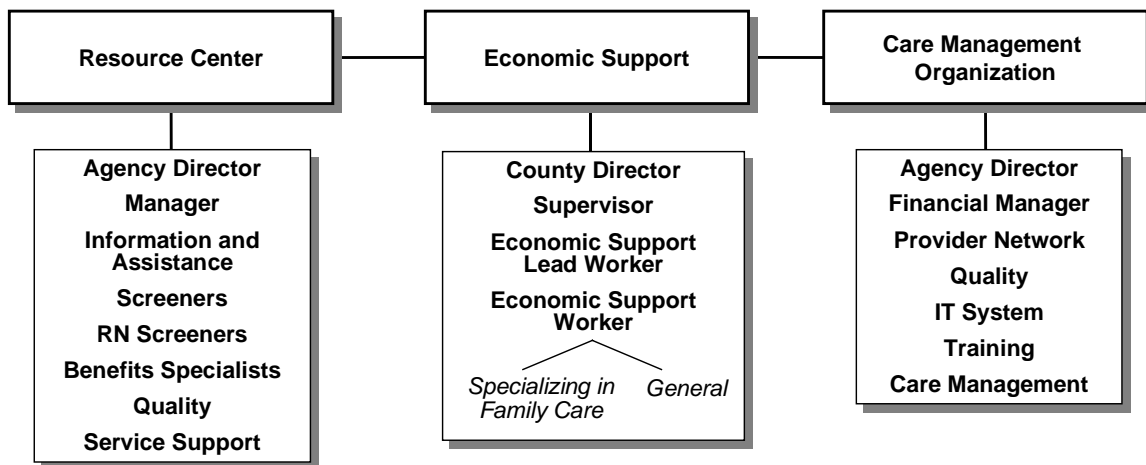 Resource Center
Economic Support
Care Management
Organization
Agency Director
Manager
Information and
Assistance
Screeners
RN Screeners
Benefits Specialists
Quality
Service Support
County Director
Supervisor
Economic Support
Lead Worker
Economic Support
Worker
Specializing in
Family Care
General
Agency Director
Financial Manager
Provider Network
Quality
IT System
Training
Care Management